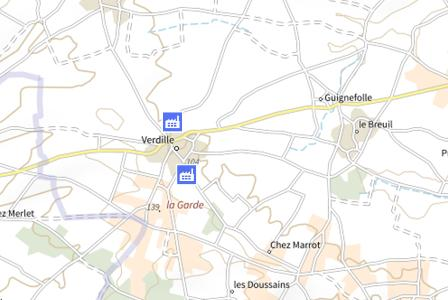 Guignefolle
le Breuil
Verdille
104
la Garde
139
Chez Marrot
les Doussains
ez Merlet
P